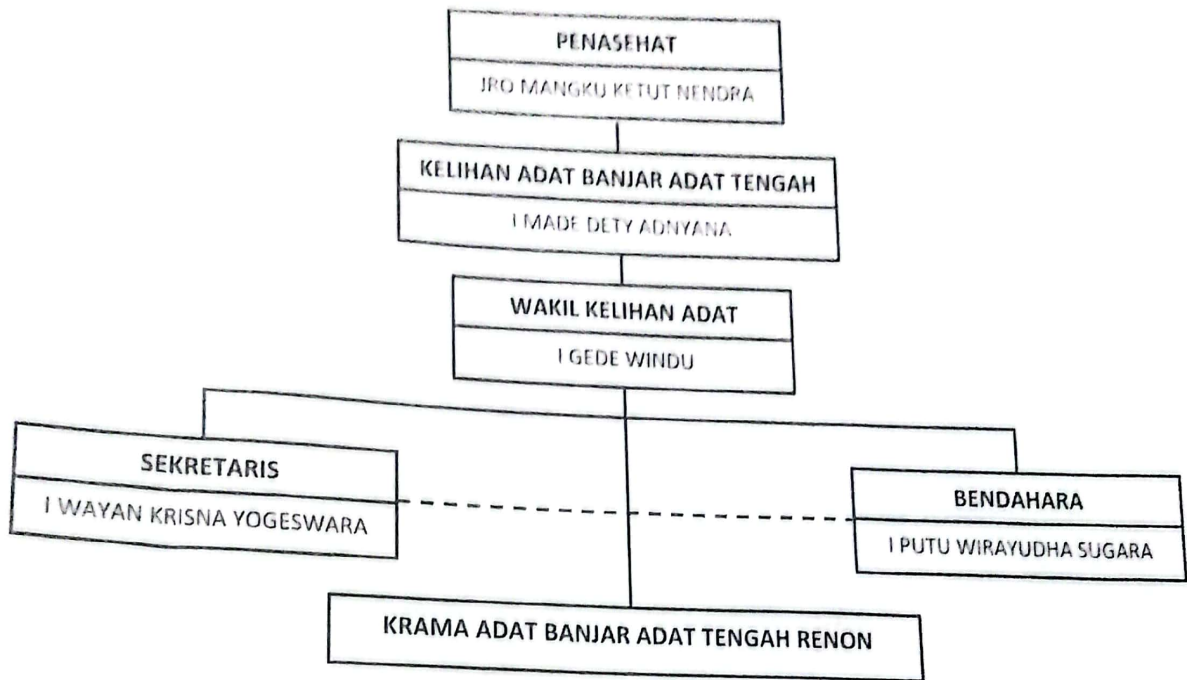 PENASEHAT
JRO MANGKU KETUT NENDRA
KELIHAN ADAT BANJAR ADAT TENGAH
I MADE DETY ADNYANA
WAKIL KELIHAN ADAT
I GEDE WINDU
SEKRETARIS
I WAYAN KRISNA YOGESWARA
BENDAHARA
I PUTU WIRAYUDHA SUGARA
KRAMA ADAT BANJAR ADAT TENGAH RENON